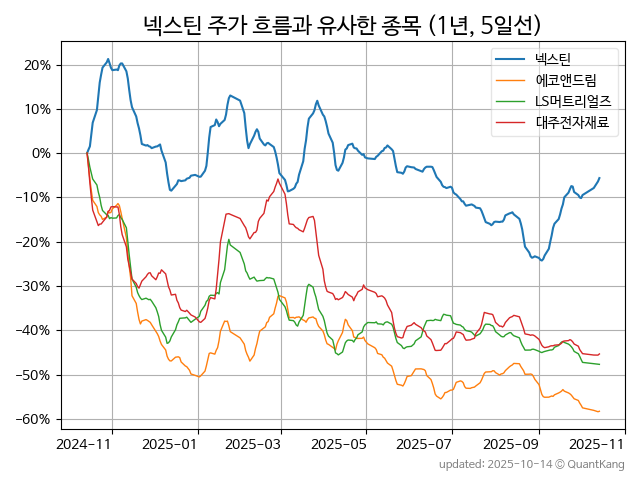 넥스틴 주가 흐름과 유사한 종목 (1년, 5일선)
넥스틴
에코앤드림
LS머트리얼즈
대주전자재료
20%
10%
0%
−10%
−20%
−30%
−40%
−50%
−60%
2024-11 2025-01 2025-03 2025-05 2025-07 2025-09 2025-11
updated: 2025-10-14 © QuantKang